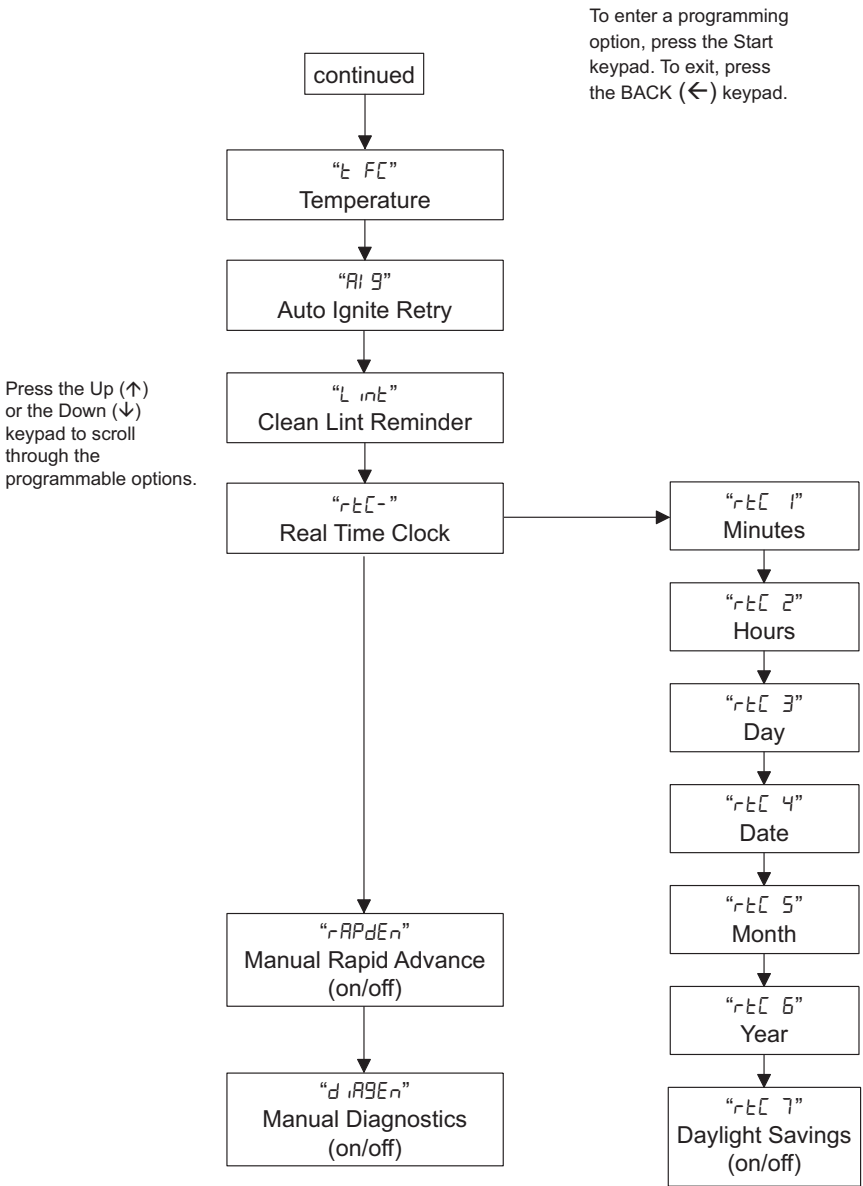 To enter a programming
option, press the Start
keypad. To exit, press
the BACK (←) keypad.
continued
“t FC”
Temperature
“AI g”
Auto Ignite Retry
“Lint”
Clean Lint Reminder
Press the Up (↑)
or the Down (↓)
keypad to scroll
through the
programmable options.
“rtC-”
Real Time Clock
“rtC 1”
Minutes
“rtC 2”
Hours
“rtC 3”
Day
“rtC 4”
Date
“rtC 5”
Month
“rtC 6”
Year
“rtC 7”
Daylight Savings
(on/off)
“rAPdEn”
Manual Rapid Advance
(on/off)
“diAgEn”
Manual Diagnostics
(on/off)